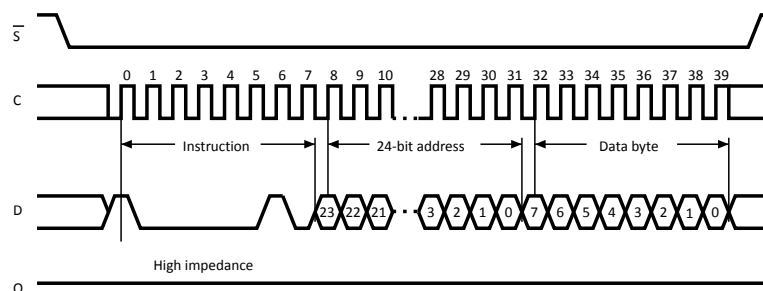 S
0 1 2 3 4 5 6 7 8 9 10 28 29 30 31 32 33 34 35 36 37 38 39
C
Instruction 24-bit address Data byte
D
23 22 21 3 2 1 0 7 6 5 4 3 2 1 0
High impedance
Q